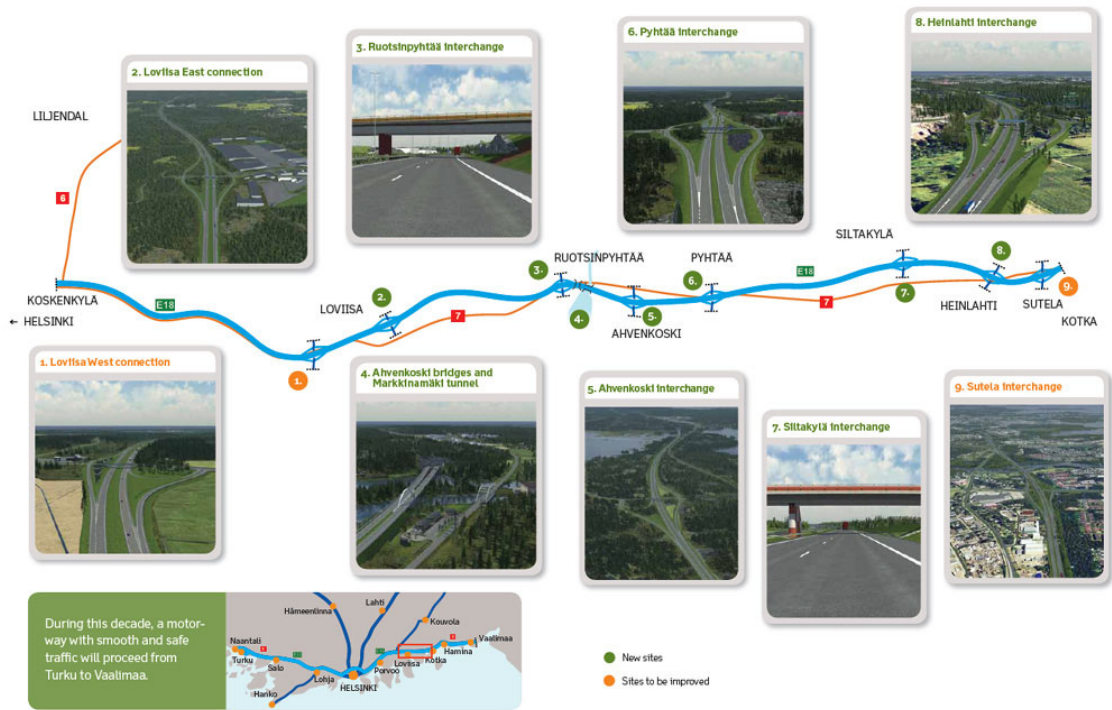 2. Loviisa East connection
3. Ruotsinpyhtää interchange
6. Pyhtää interchange
8. Heinlahti interchange
LILJENDAL
6
KOSKENKYLÄ
← HELSINKI
E18
LOVIISA
1.
2.
7
3.
RUOTSINPYHTÄÄ
4.
5.
AHVENKOSKI
PYHTÄÄ
6.
E18
7
SILTAKYLÄ
7.
8.
HEINLAHTI
SUTELA
9.
KOTKA
1. Loviisa West connection
4. Ahvenkoski bridges and
Markkinamäki tunnel
5. Ahvenkoski interchange
7. Siltakylä interchange
9. Sutela interchange
During this decade, a motor-
way with smooth and safe
traffic will proceed from
Turku to Vaalimaa.
Naantali
Turku
Salo
Hanko
Lohja
Hämeenlinna
Lahti
HELSINKI
Porvoo
Loviisa
Kouvola
Kotka
Hamina
Vaalimaa
New sites
Sites to be improved